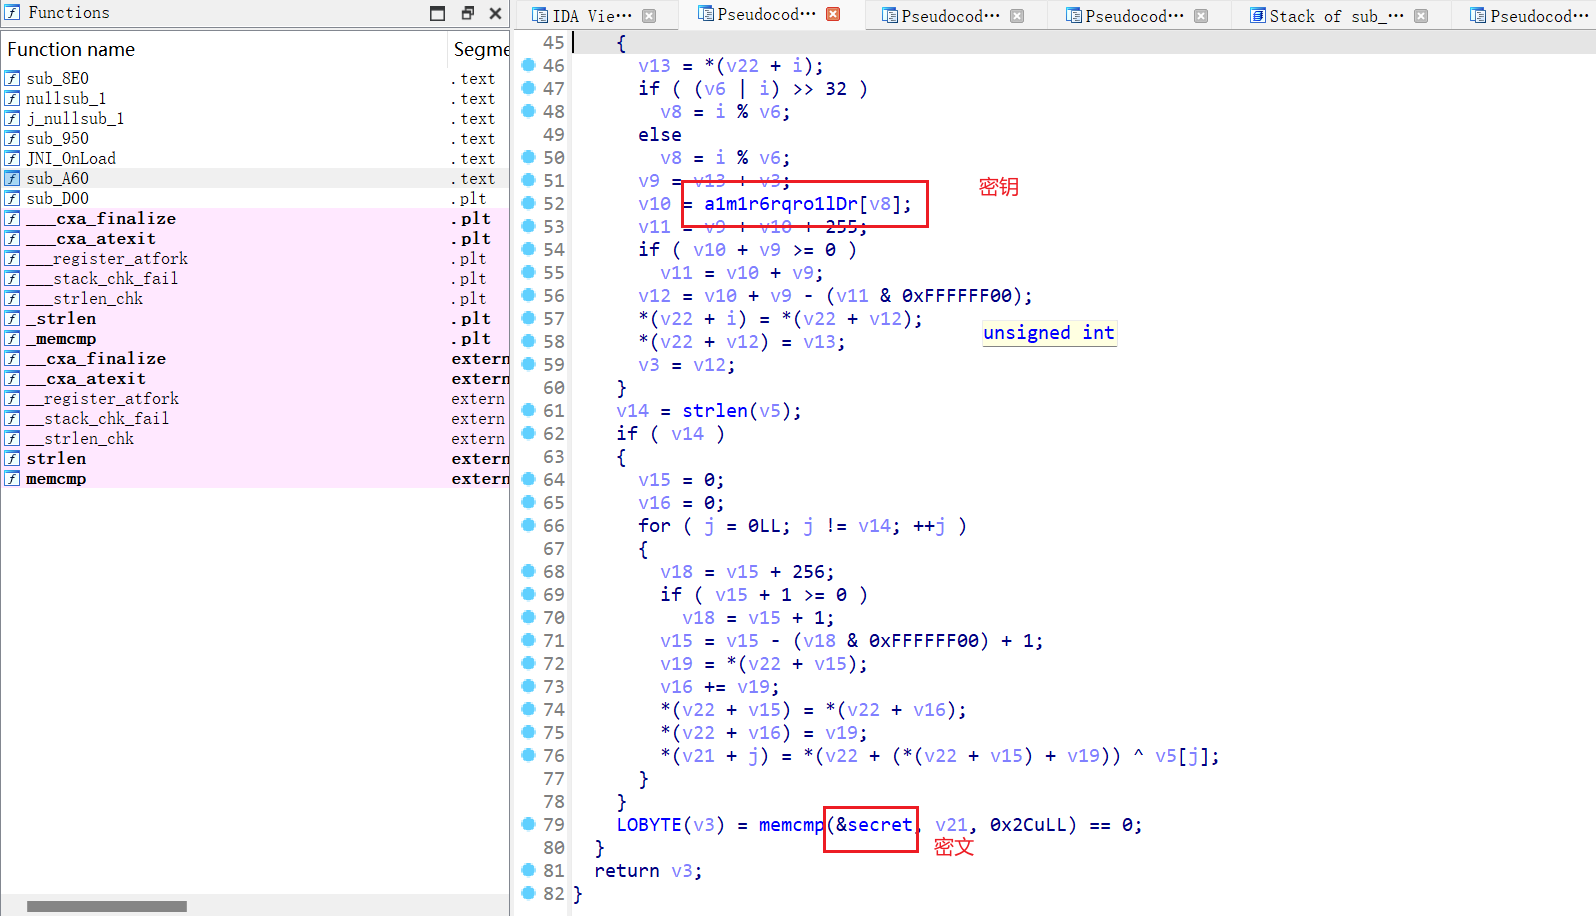 Functions
Function name Segme
sub_8E0 .text
nullsub_1 .text
j_nullsub_1 .text
sub_950 .text
JNI_OnLoad .text
sub_A60 .text
sub_D00 .plt
___cxa_finalize .plt
___cxa_atexit .plt
___register_atfork .plt
___stack_chk_fail .plt
___strlen_chk .plt
_strlen .plt
_memcmp .plt
__cxa_finalize extern
__cxa_atexit extern
__register_atfork extern
__stack_chk_fail extern
__strlen_chk extern
strlen extern
memcmp extern
IDA Vie··· Pseudocod··· Pseudocod··· Pseudocod··· Stack of sub_··· Pseudocod···
45 {
46 v13 = *(v22 + i);
47 if ( (v6 | i) >> 32 )
48 v8 = i % v6;
49 else
50 v8 = i % v6;
51 v9 = v13 + v3;
52 v10 = a1m1r6rqro1lDr[v8];
53 v11 = v9 + v10 + 255;
54 if ( v10 + v9 >= 0 )
55 v11 = v10 + v9;
56 v12 = v10 + v9 - (v11 & 0xFFFFFF00);
57 *(v22 + i) = *(v22 + v12);
58 *(v22 + v12) = v13;
59 v3 = v12;
60 }
61 v14 = strlen(v5);
62 if ( v14 )
63 {
64 v15 = 0;
65 v16 = 0;
66 for ( j = 0LL; j != v14; ++j )
67 {
68 v18 = v15 + 256;
69 if ( v15 + 1 >= 0 )
70 v18 = v15 + 1;
71 v15 = v15 - (v18 & 0xFFFFFF00) + 1;
72 v19 = *(v22 + v15);
73 v16 += v19;
74 *(v22 + v15) = *(v22 + v16);
75 *(v22 + v16) = v19;
76 *(v21 + j) = *(v22 + (*(v22 + v15) + v19)) ^ v5[j];
77 }
78 }
79 LOBYTE(v3) = memcmp(&secret, v21, 0x2CuLL) == 0;
80 }
81 return v3;
82 }
密钥
unsigned int
密文